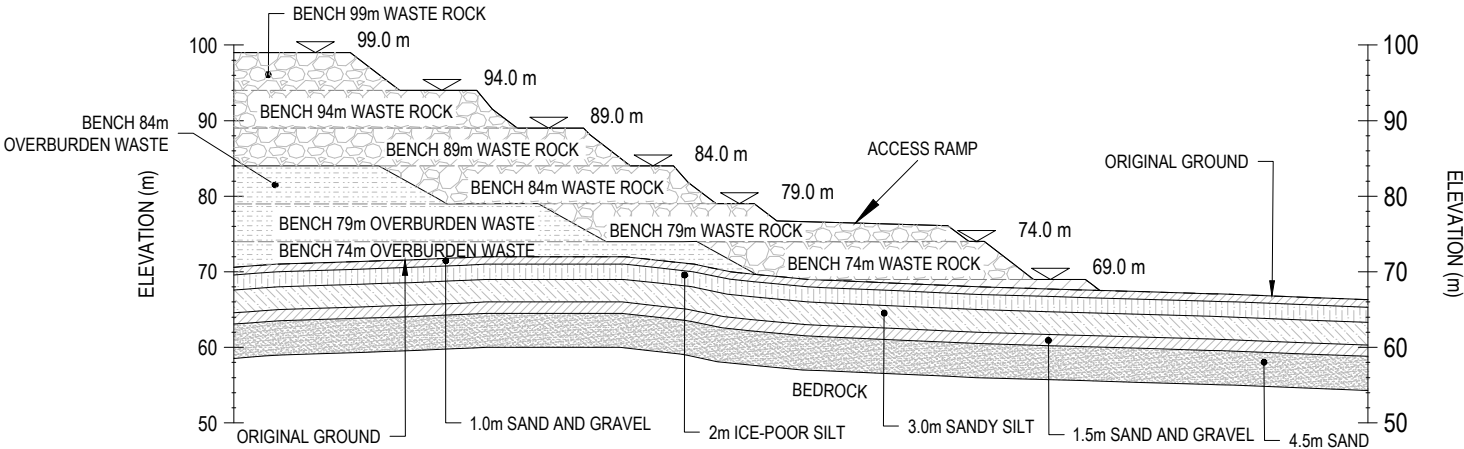 BENCH 99m WASTE ROCK
99.0 m
94.0 m
89.0 m
84.0 m
79.0 m
74.0 m
69.0 m
100
90
80
70
60
50
ELEVATION (m)
BENCH 84m
OVERBURDEN WASTE
BENCH 94m WASTE ROCK
BENCH 89m WASTE ROCK
BENCH 84m WASTE ROCK
BENCH 79m OVERBURDEN WASTE
BENCH 79m WASTE ROCK
BENCH 74m OVERBURDEN WASTE
BENCH 74m WASTE ROCK
ACCESS RAMP
ORIGINAL GROUND
100
90
80
70
60
50
ELEVATION (m)
BEDROCK
ORIGINAL GROUND
1.0m SAND AND GRAVEL
2m ICE-POOR SILT
3.0m SANDY SILT
1.5m SAND AND GRAVEL
4.5m SAND